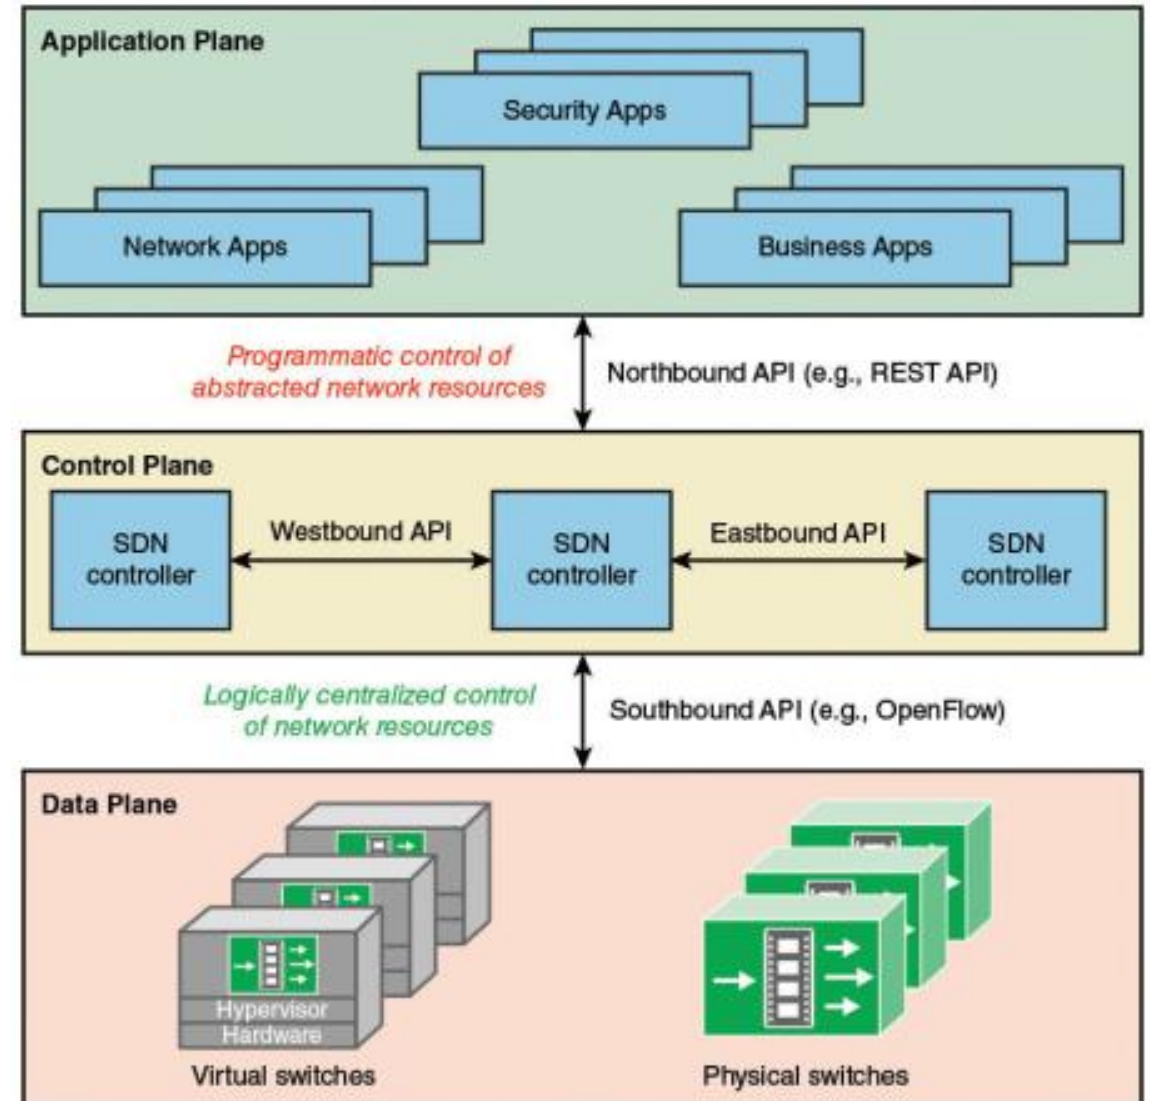 Application Plane
Security Apps
Network Apps
Business Apps
Programmatic control of
abstracted network resources
Northbound API (e.g., REST API)
Control Plane
SDN
controller
Westbound API
SDN
controller
Eastbound API
SDN
controller
Logically centralized control
of network resources
Southbound API (e.g., OpenFlow)
Data Plane
Hypervisor
Hardware
Virtual switches
Physical switches